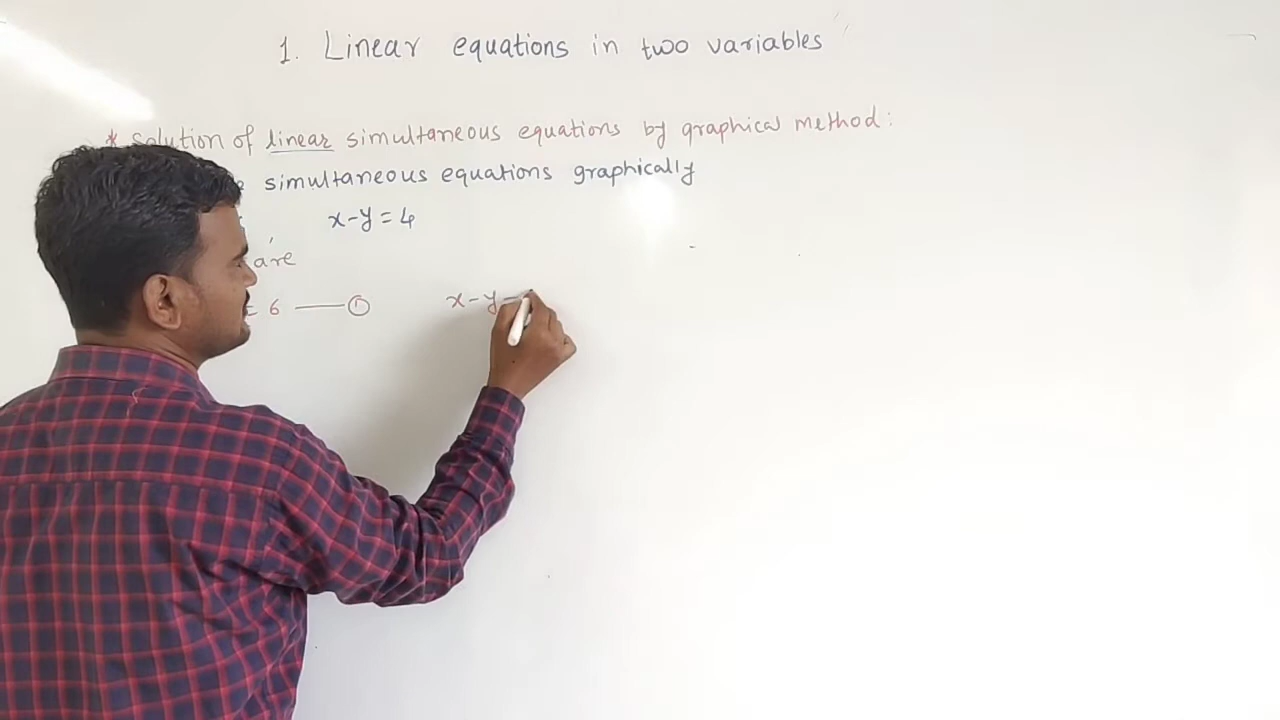 1. Linear equations in two variables
* Solution of linear simultaneous equations by graphical method:
simultaneous equations graphically
x-y = 4
are
= 6 —— ①
x-y